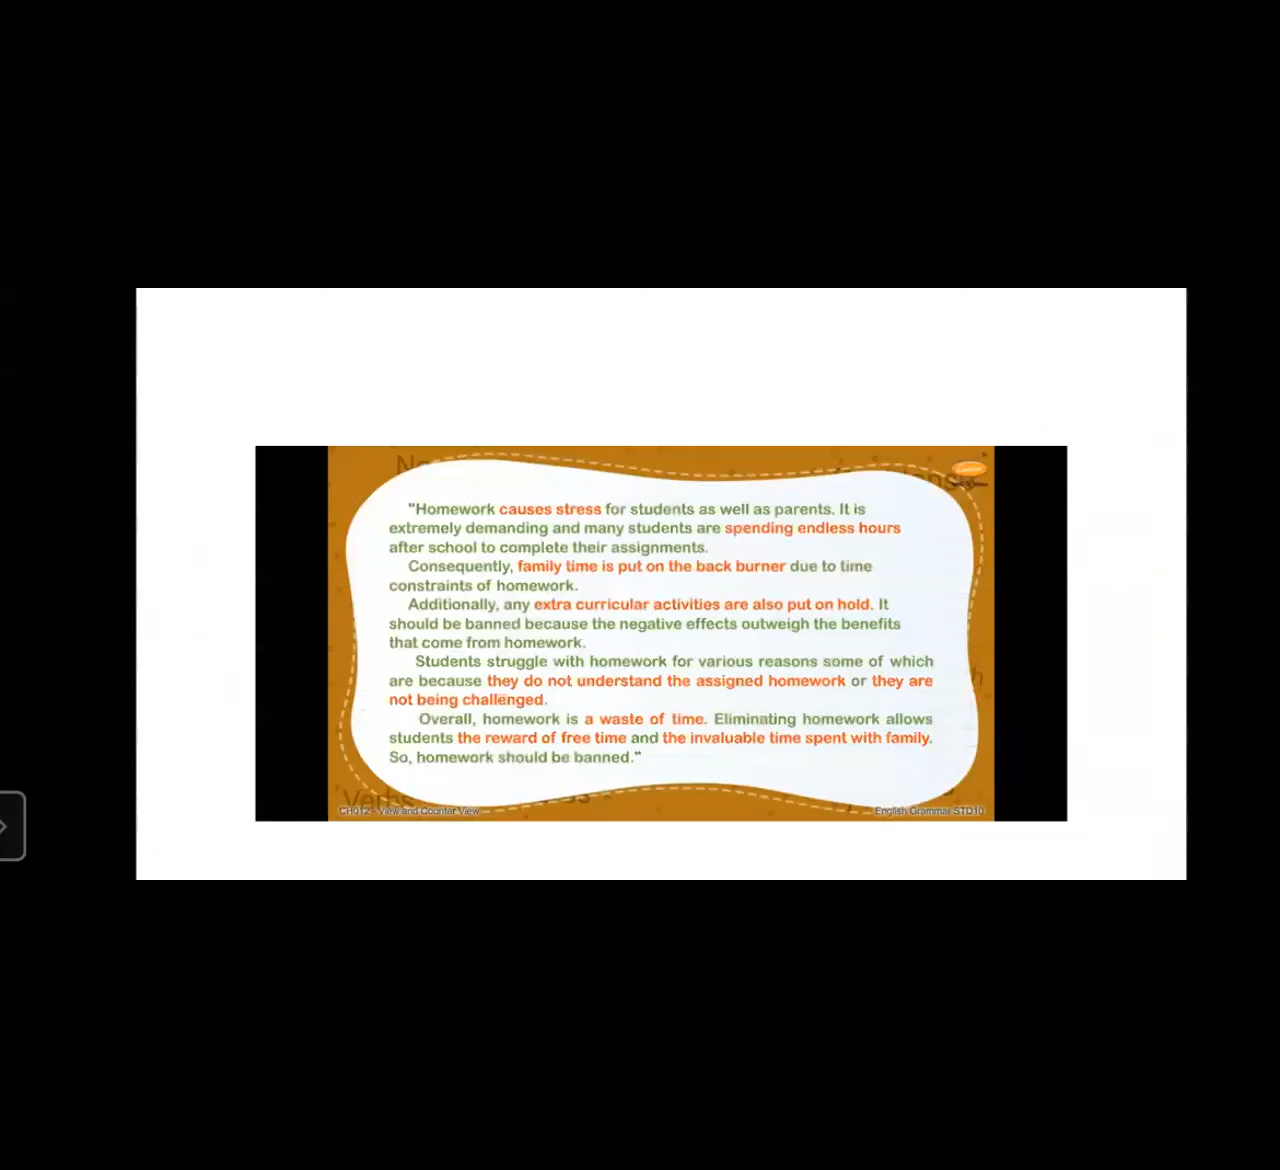 "Homework causes stress for students as well as parents. It is
extremely demanding and many students are spending endless hours
after school to complete their assignments.
Consequently, family time is put on the back burner due to time
constraints of homework.
Additionally, any extra curricular activities are also put on hold. It
should be banned because the negative effects outweigh the benefits
that come from homework.
Students struggle with homework for various reasons some of which
are because they do not understand the assigned homework or they are
not being challenged.
Overall, homework is a waste of time. Eliminating homework allows
students the reward of free time and the invaluable time spent with family.
So, homework should be banned."
Verbs
CH012 - View and Counter View
English Grammar STD10